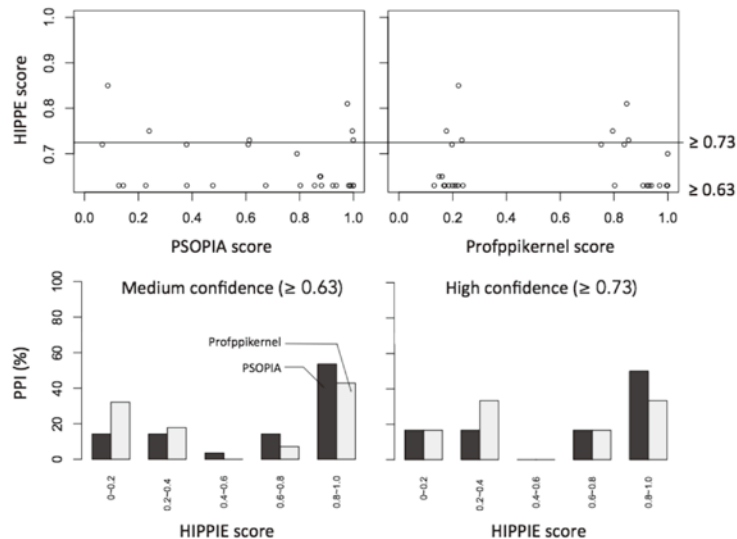 HIPPE score
1.0
0.9
0.8
0.7
≥ 0.73
≥ 0.63
0.0 0.2 0.4 0.6 0.8 1.0
0.0 0.2 0.4 0.6 0.8 1.0
PSOPIA score
Profppikernel score
PPI (%)
100
80
60
40
20
0
Medium confidence (≥ 0.63)
High confidence (≥ 0.73)
Profppikernel
PSOPIA
0–0.2
0.2–0.4
0.4–0.6
0.6–0.8
0.8–1.0
0–0.2
0.2–0.4
0.4–0.6
0.6–0.8
0.8–1.0
HIPPIE score
HIPPIE score